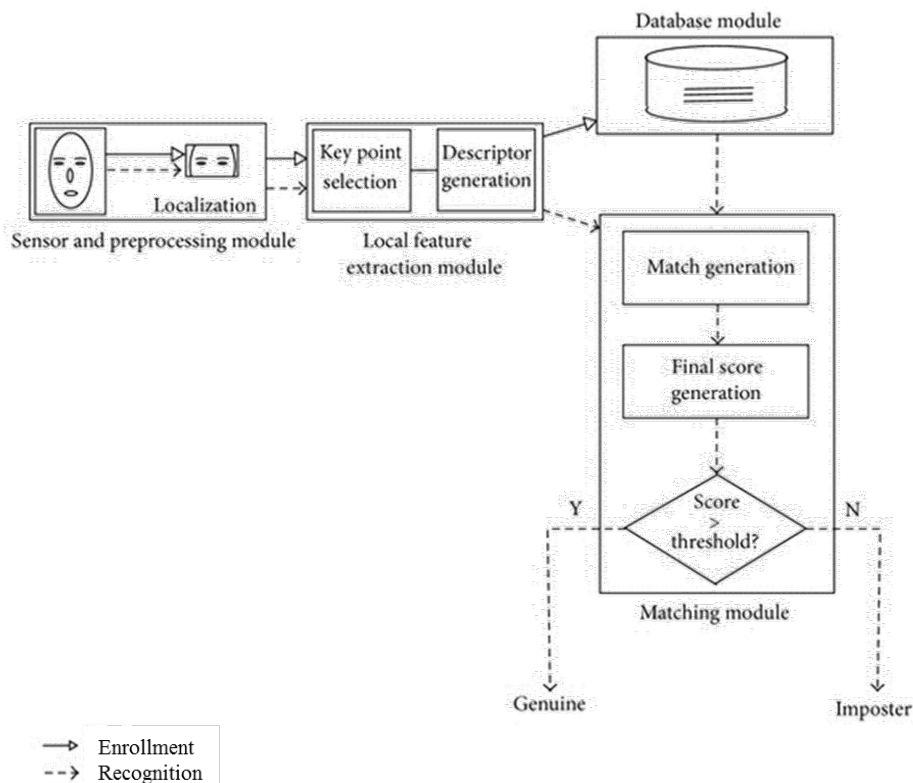 Database module
Key point
selection
Descriptor
generation
Localization
Sensor and preprocessing module
Local feature
extraction module
Match generation
Final score
generation
Y
Score
>
threshold?
N
Matching module
Genuine
Imposter
Enrollment
Recognition